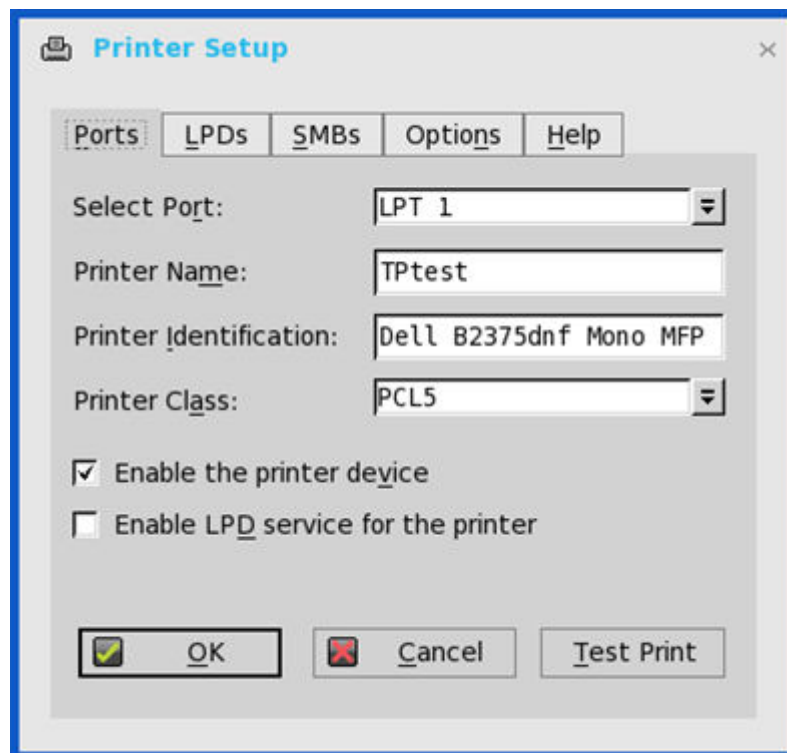 Printer Setup
Ports LPDs SMBs Options Help
Select Port: LPT 1
Printer Name: TPtest
Printer Identification: Dell B2375dnf Mono MFP
Printer Class: PCL5
Enable the printer device
Enable LPD service for the printer
OK Cancel Test Print